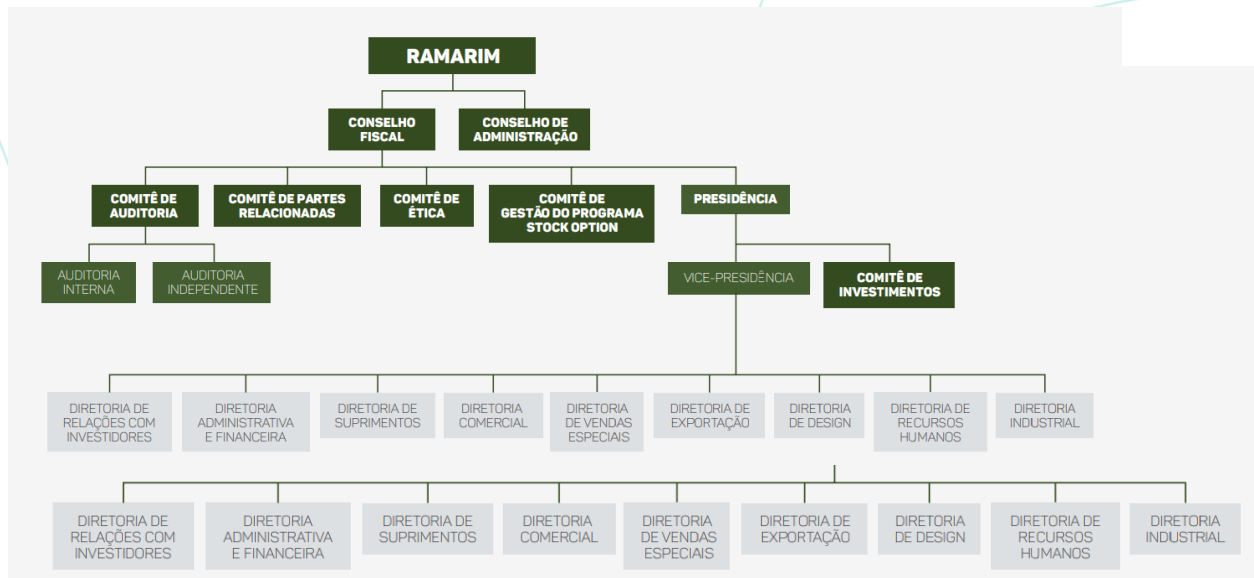 RAMARIM
CONSELHO
FISCAL
CONSELHO DE
ADMINISTRAÇÃO
COMITÊ DE
AUDITORIA
COMITÊ DE PARTES
RELACIONADAS
COMITÊ DE
ÉTICA
COMITÊ DE
GESTÃO DO PROGRAMA
STOCK OPTION
PRESIDÊNCIA
AUDITORIA
INTERNA
AUDITORIA
INDEPENDENTE
VICE-PRESIDÊNCIA
COMITÊ DE
INVESTIMENTOS
DIRETORIA DE
RELAÇÕES COM
INVESTIDORES
DIRETORIA
ADMINISTRATIVA
E FINANCEIRA
DIRETORIA DE
SUPRIMENTOS
DIRETORIA
COMERCIAL
DIRETORIA
DE VENDAS
ESPECIAIS
DIRETORIA DE
EXPORTAÇÃO
DIRETORIA
DE DESIGN
DIRETORIA DE
RECURSOS
HUMANOS
DIRETORIA
INDUSTRIAL
DIRETORIA DE
RELAÇÕES COM
INVESTIDORES
DIRETORIA
ADMINISTRATIVA
E FINANCEIRA
DIRETORIA DE
SUPRIMENTOS
DIRETORIA
COMERCIAL
DIRETORIA
DE VENDAS
ESPECIAIS
DIRETORIA DE
EXPORTAÇÃO
DIRETORIA
DE DESIGN
DIRETORIA DE
RECURSOS
HUMANOS
DIRETORIA
INDUSTRIAL